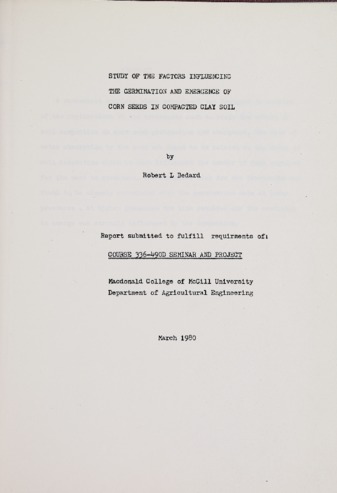 STUDY OF THE FACTORS INFLUENCING
THE GERMINATION AND EMERGENCE OF
CORN SEEDS IN COMPACTED CLAY SOIL
by
Robert L Bedard
Report submitted to fulfill requirments of:
COURSE 336-490D SEMINAR AND PROJECT
Macdonald College of McGill University
Department of Agricultural Engineering
March 1980